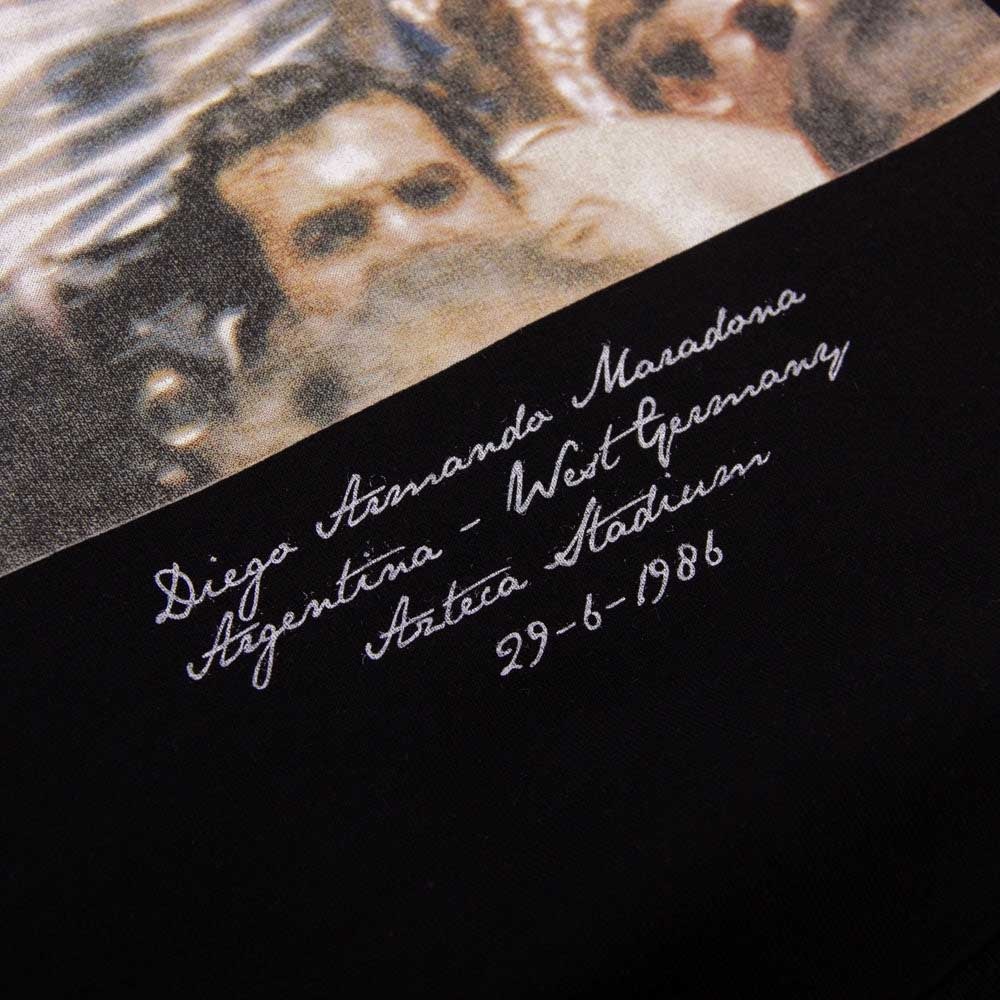 Diego Armando Maradona
Argentina - West Germany
Azteca Stadium
29-6-1986